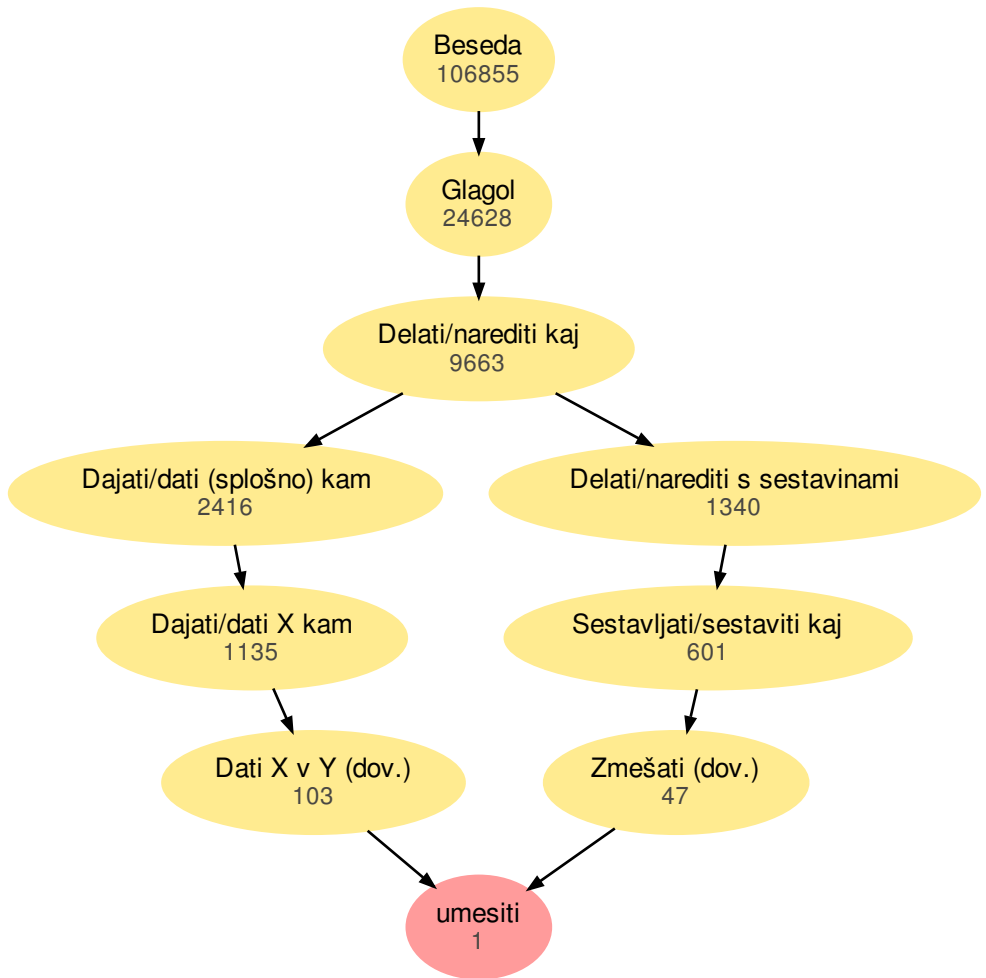 Beseda
106855
Glagol
24628
Delati/narediti kaj
9663
Dajati/dati (splošno) kam
2416
Delati/narediti s sestavinami
1340
Dajati/dati X kam
1135
Sestavljati/sestaviti kaj
601
Dati X v Y (dov.)
103
Zmešati (dov.)
47
umesiti
1